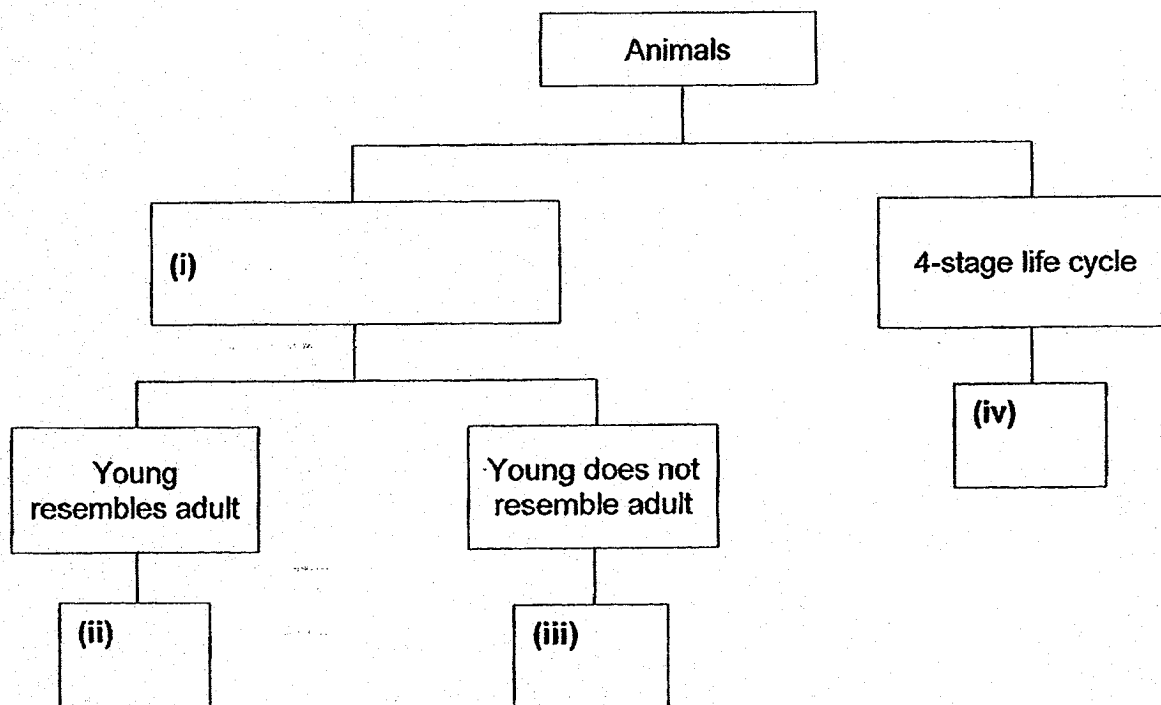 Animals
(i)
4-stage life cycle
(iv)
Young
resembles adult
Young does not
resemble adult
(ii)
(iii)